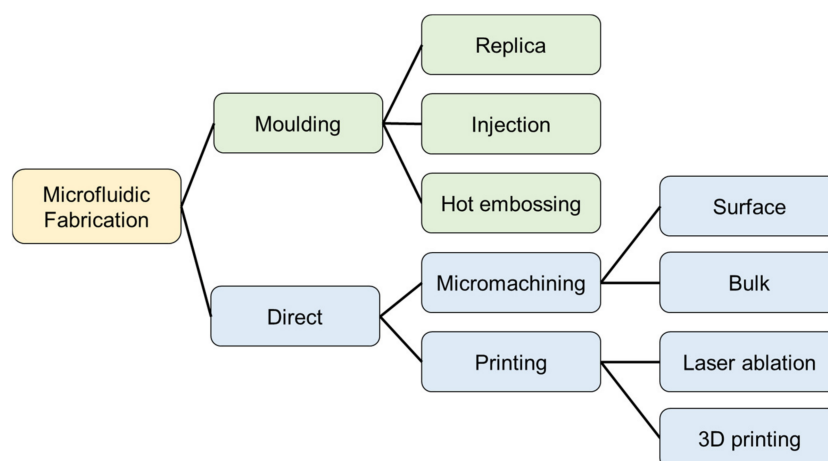 Replica
Moulding
Injection
Microfluidic
Fabrication
Hot embossing
Surface
Micromachining
Direct
Bulk
Printing
Laser ablation
3D printing